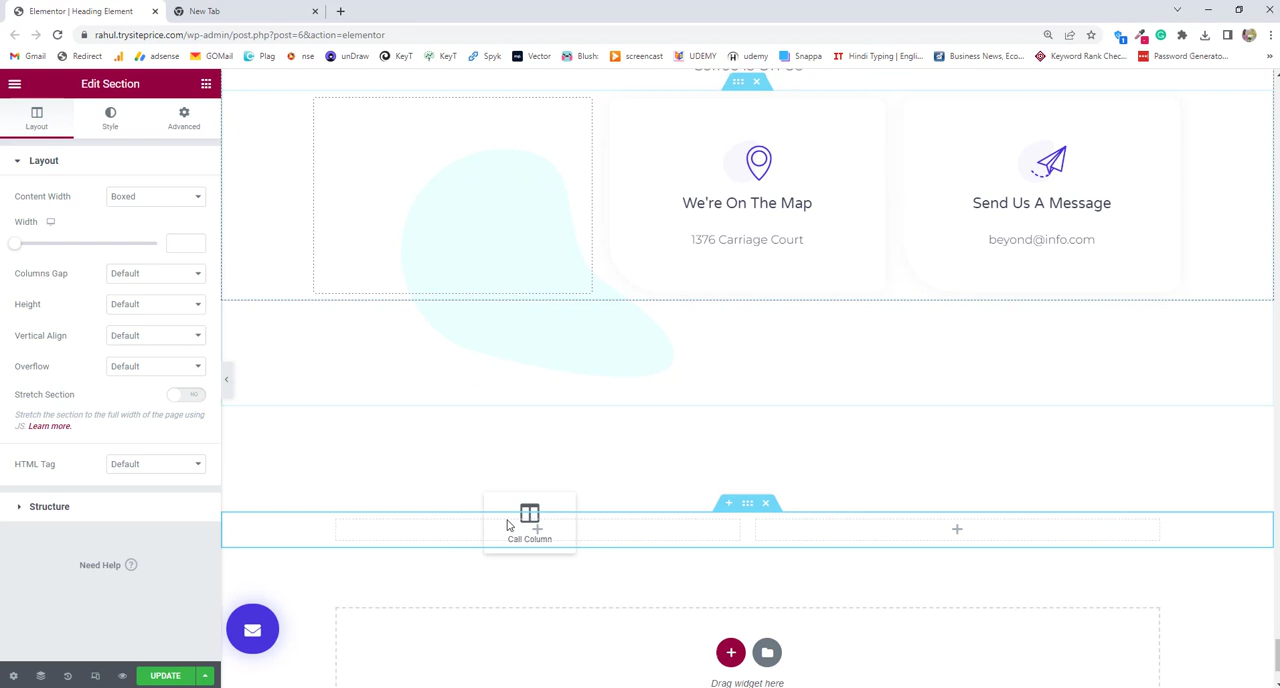 Elementor | Heading Element
New Tab
rahul.trysiteprice.com/wp-admin/post.php?post=6&action=elementor
Gmail
Redirect
adsense
GOMail
Plag
nse
unDraw
KeyT
KeyT
Spyk
Vector
Blush:
screencast
UDEMY
udemy
Snappa
Hindi Typing | Engl...
Business News, Eco...
Keyword Rank Chec...
Password Generato...
Edit Section
Layout
Style
Advanced
Layout
Content Width
Boxed
Width
Columns Gap
Default
Height
Default
Vertical Align
Default
Overflow
Default
Stretch Section
NO
Stretch the section to the full width of the page using
JS. Learn more.
HTML Tag
Default
Structure
Need Help ?
UPDATE
We're On The Map
1376 Carriage Court
Send Us A Message
beyond@info.com
Call Column
Drag widget here